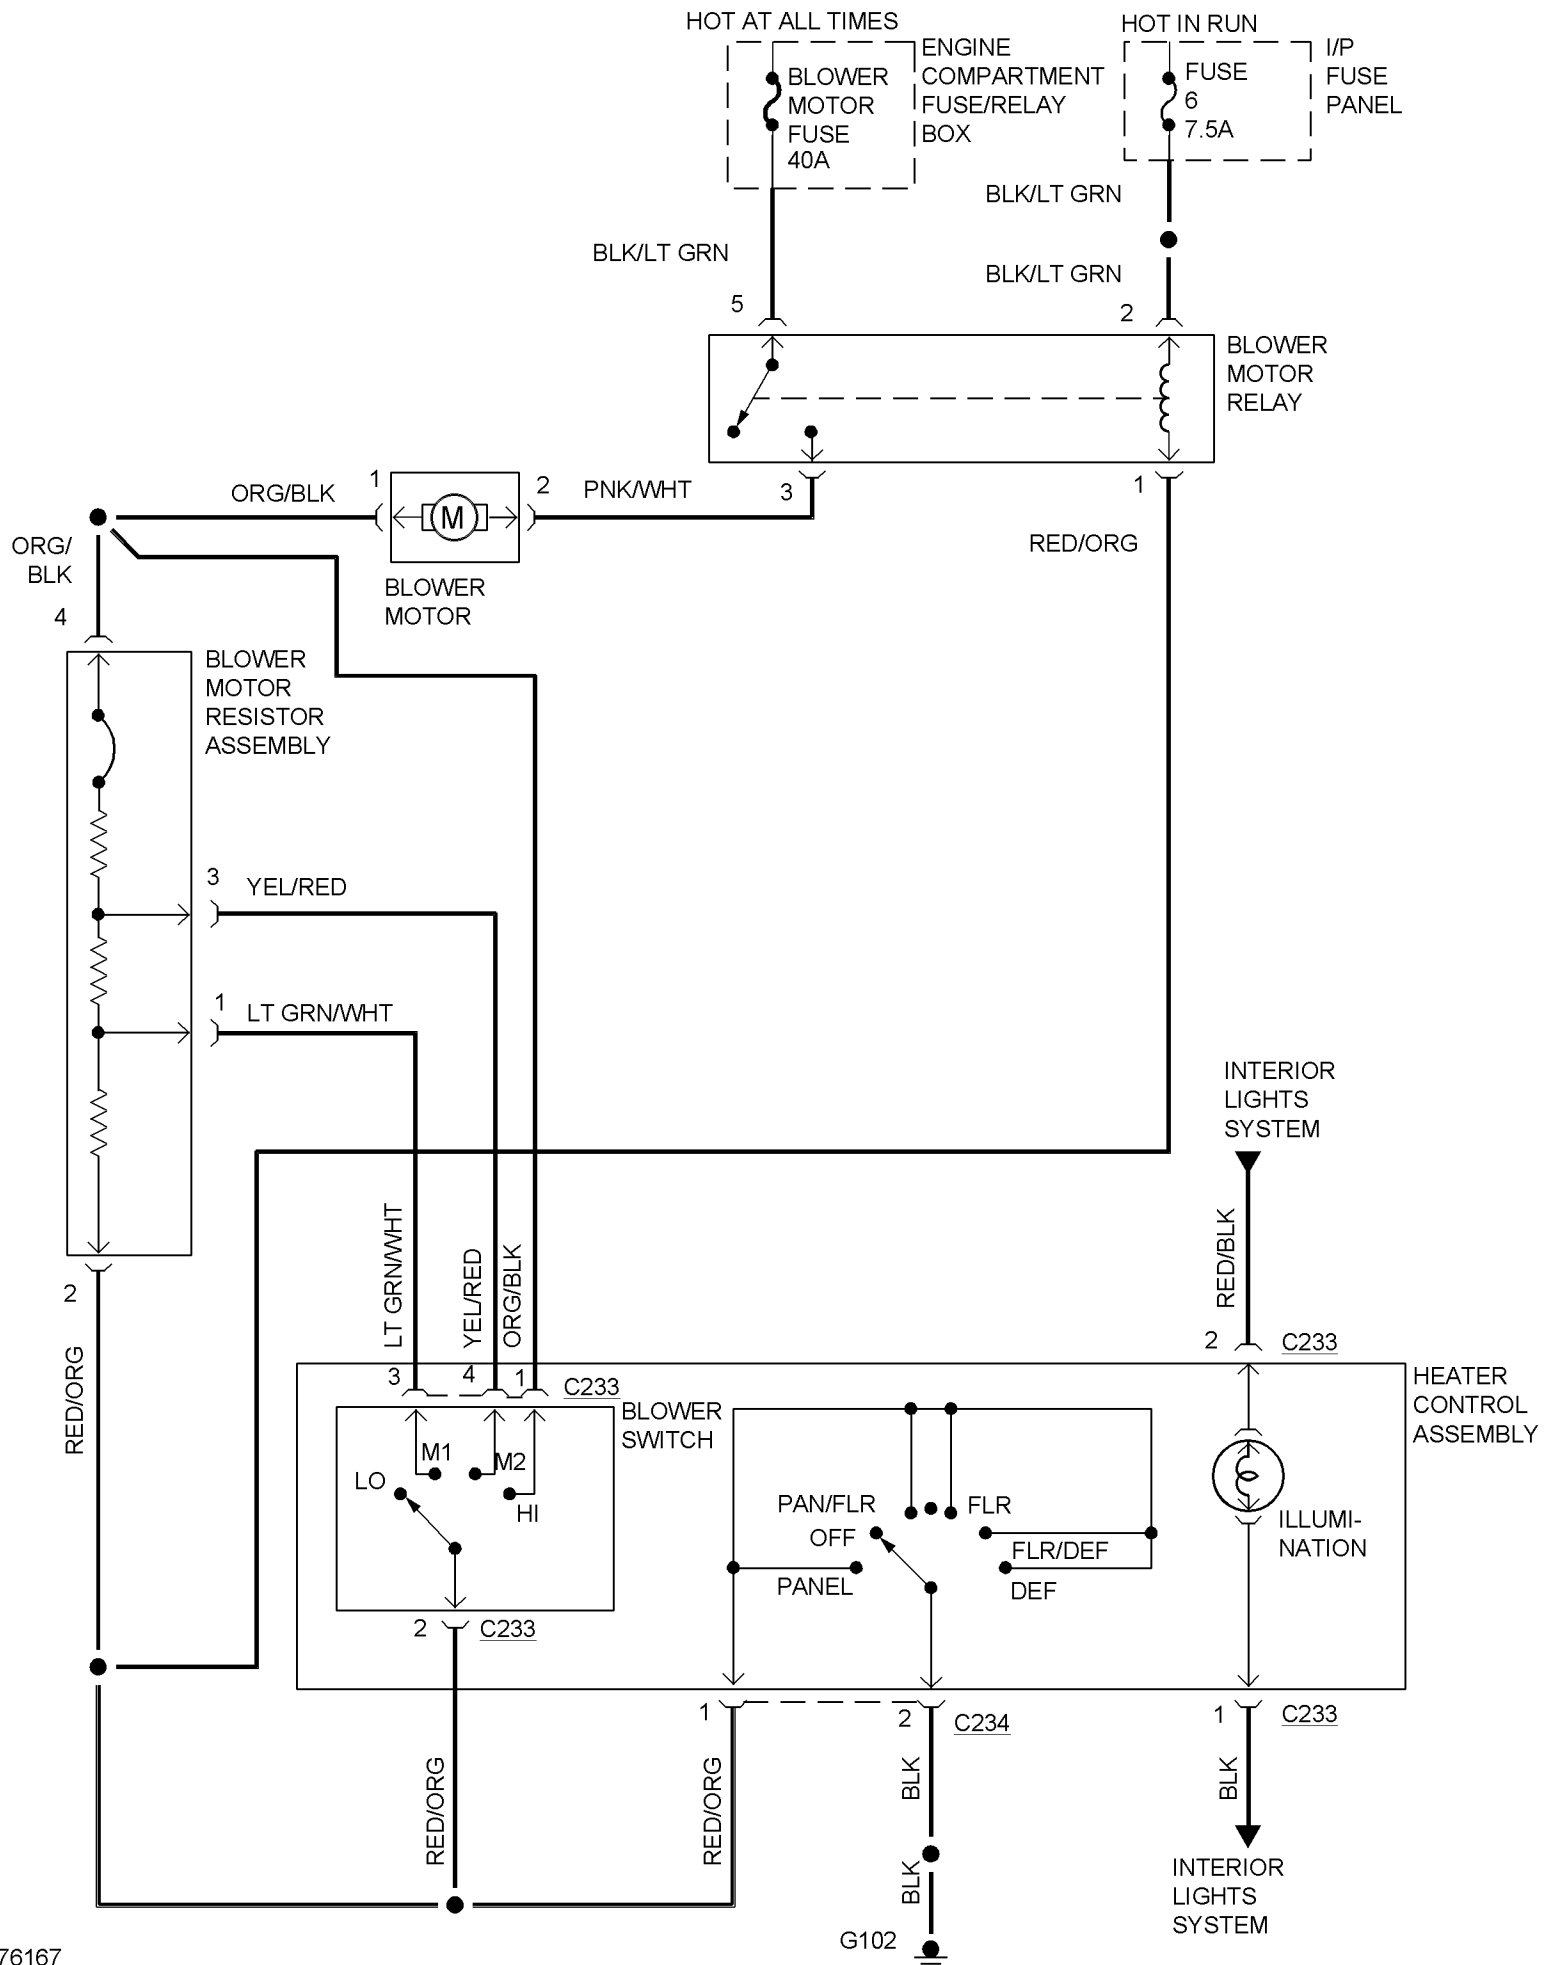 HOT AT ALL TIMES
HOT IN RUN
BLOWER
MOTOR
FUSE
40A
ENGINE
COMPARTMENT
FUSE/RELAY
BOX
FUSE
6
7.5A
I/P
FUSE
PANEL
BLK/LT GRN
BLK/LT GRN
BLK/LT GRN
5
2
BLOWER
MOTOR
RELAY
3
1
ORG/BLK
1
M
2
PNK/WHT
RED/ORG
BLOWER
MOTOR
ORG/
BLK
4
BLOWER
MOTOR
RESISTOR
ASSEMBLY
3
YEL/RED
1
LT GRN/WHT
2
RED/ORG
INTERIOR
LIGHTS
SYSTEM
RED/BLK
2
C233
LT GRN/WHT
YEL/RED
ORG/BLK
3
4
1
C233
BLOWER
SWITCH
HEATER
CONTROL
ASSEMBLY
LO
M1
M2
HI
PAN/FLR
OFF
PANEL
FLR
FLR/DEF
DEF
ILLUMI-
NATION
2
C233
1
2
C234
1
C233
RED/ORG
RED/ORG
BLK
BLK
BLK
G102
INTERIOR
LIGHTS
SYSTEM
76167